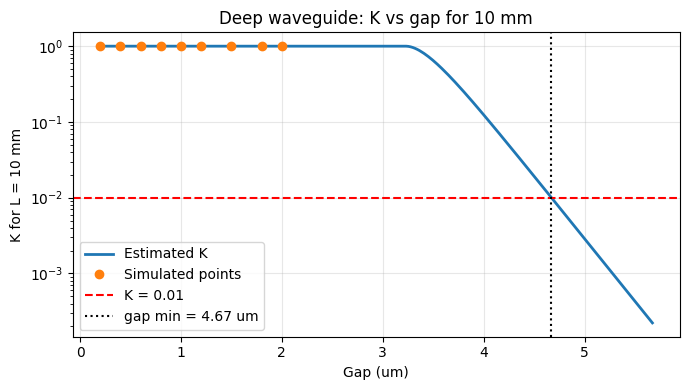 Deep waveguide: K vs gap for 10 mm
K for L = 10 mm
10⁰
10⁻¹
10⁻²
10⁻³
Estimated K
Simulated points
K = 0.01
gap min = 4.67 um
0 1 2 3 4 5
Gap (um)